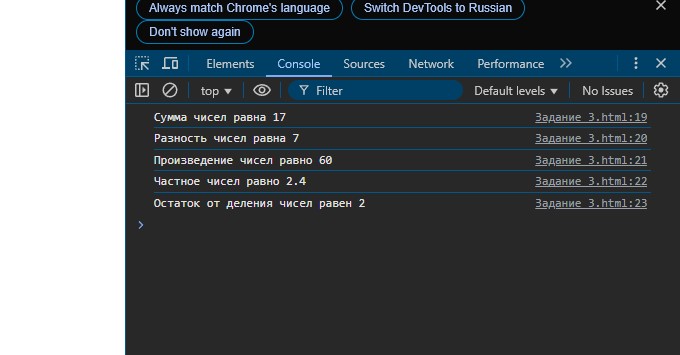 Always match Chrome's language Switch DevTools to Russian
Don't show again
Elements Console Sources Network Performance
top Filter Default levels No Issues
Сумма чисел равна 17 Задание 3.html:19
Разность чисел равна 7 Задание 3.html:20
Произведение чисел равно 60 Задание 3.html:21
Частное чисел равно 2.4 Задание 3.html:22
Остаток от деления чисел равен 2 Задание 3.html:23